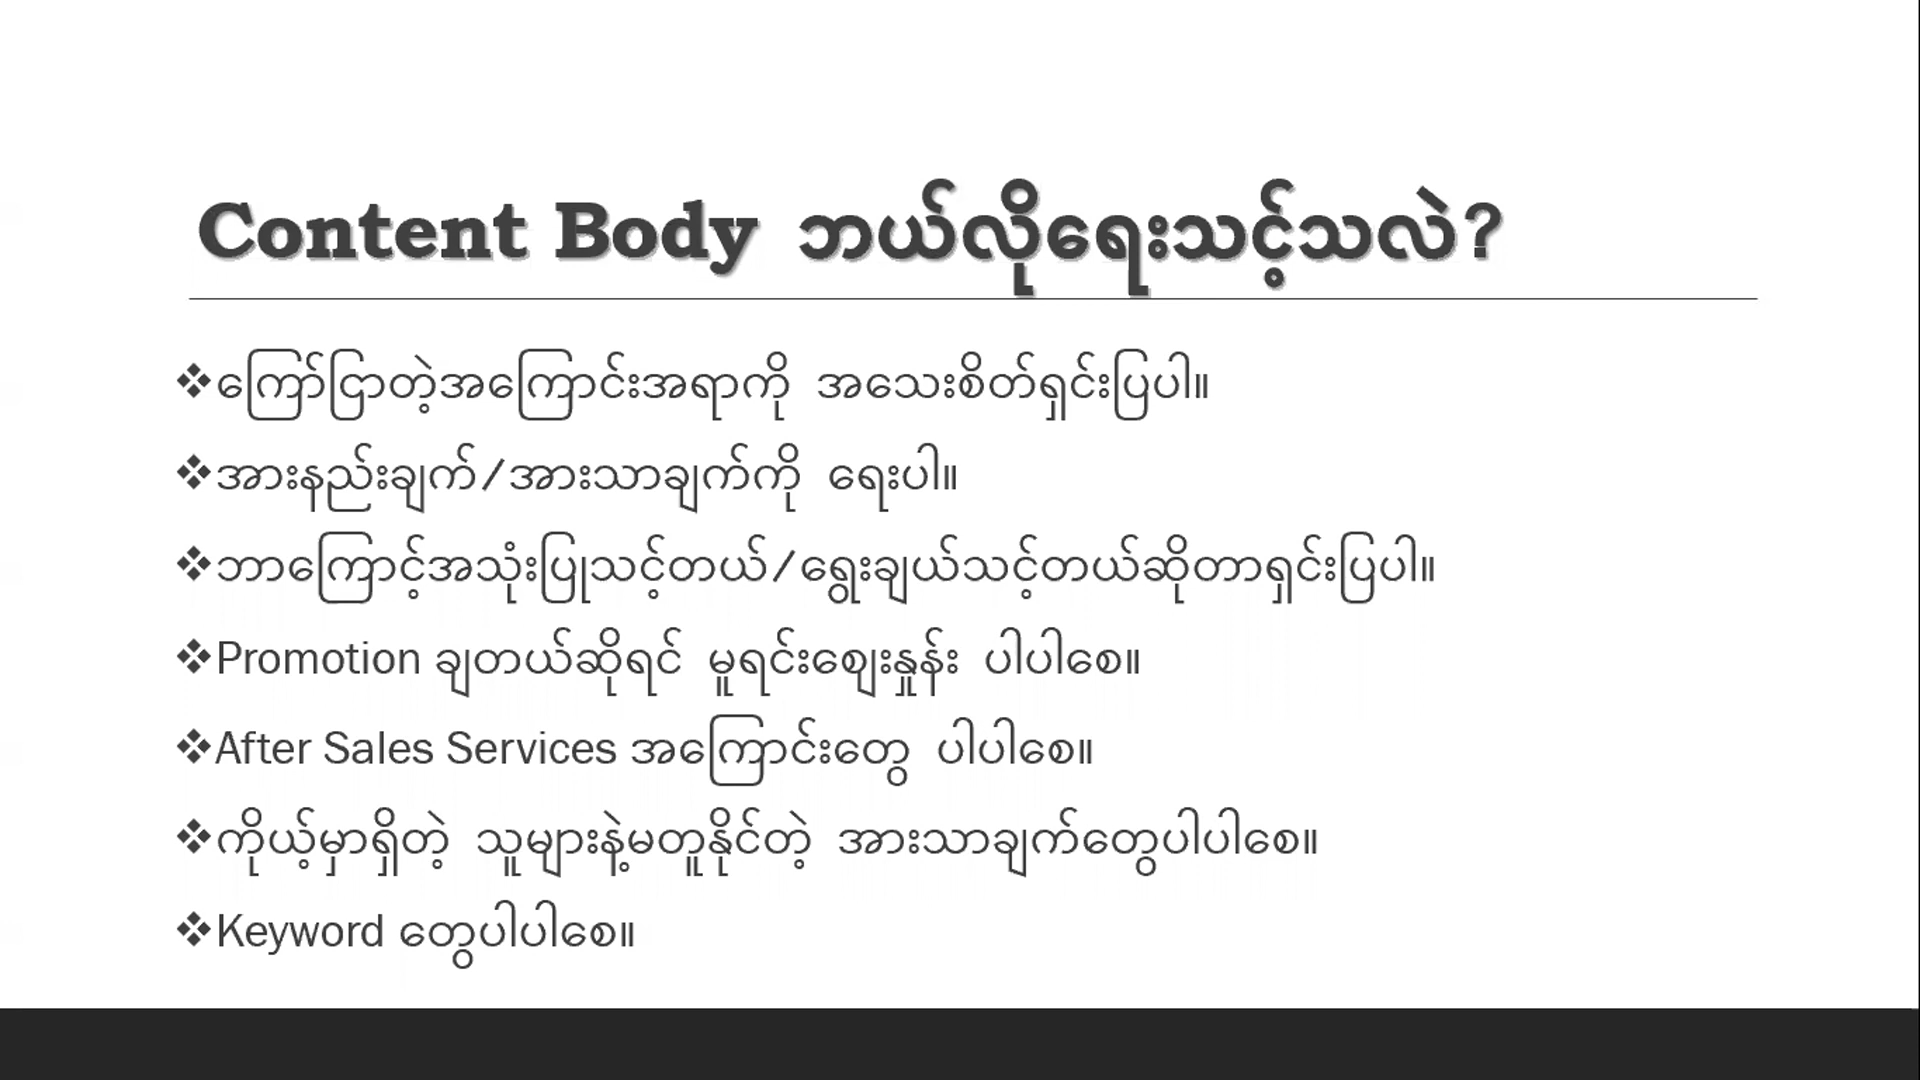 Content Body ဘယ်လိုရေးသင့်သလဲ?
❖ကြော်ငြာတဲ့အကြောင်းအရာကို အသေးစိတ်ရှင်းပြပါ။
❖အားနည်းချက်/အားသာချက်ကို ရေးပါ။
❖ဘာကြောင့်အသုံးပြုသင့်တယ်/ရွေးချယ်သင့်တယ်ဆိုတာရှင်းပြပါ။
❖Promotion ချတယ်ဆိုရင် မူရင်းဈေးနှုန်း ပါပါစေ။
❖After Sales Services အကြောင်းတွေ ပါပါစေ။
❖ကိုယ့်မှာရှိတဲ့ သူများနဲ့မတူနိုင်တဲ့ အားသာချက်တွေပါပါစေ။
❖Keyword တွေပါပါစေ။